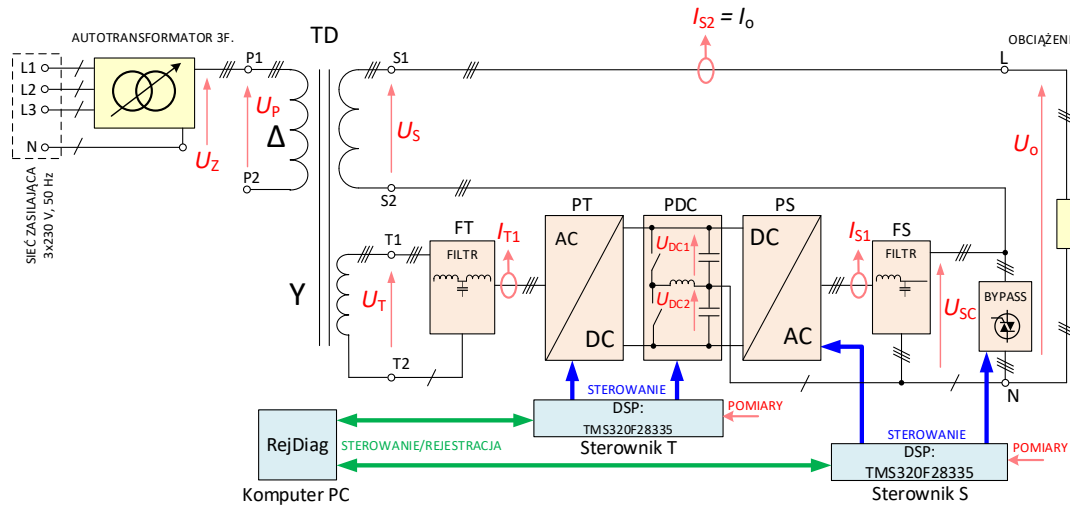 AUTOTRANSFORMATOR 3F.
TD
I_S2 = I_o
OBCIĄŻENIE
L1
L2
L3
N
SIEĆ ZASILAJĄCA
3x230 V, 50 Hz
U_Z
P1
U_P
Δ
P2
S1
U_S
S2
L
U_o
Y
T1
U_T
T2
FT
FILTR
I_T1
PT
AC
DC
PDC
U_DC1
U_DC2
PS
DC
AC
I_S1
FS
FILTR
U_SC
BYPASS
N
STEROWANIE
DSP:
TMS320F28335
POMIARY
Sterownik T
STEROWANIE
DSP:
TMS320F28335
POMIARY
Sterownik S
RejDiag
STEROWANIE/REJESTRACJA
Komputer PC